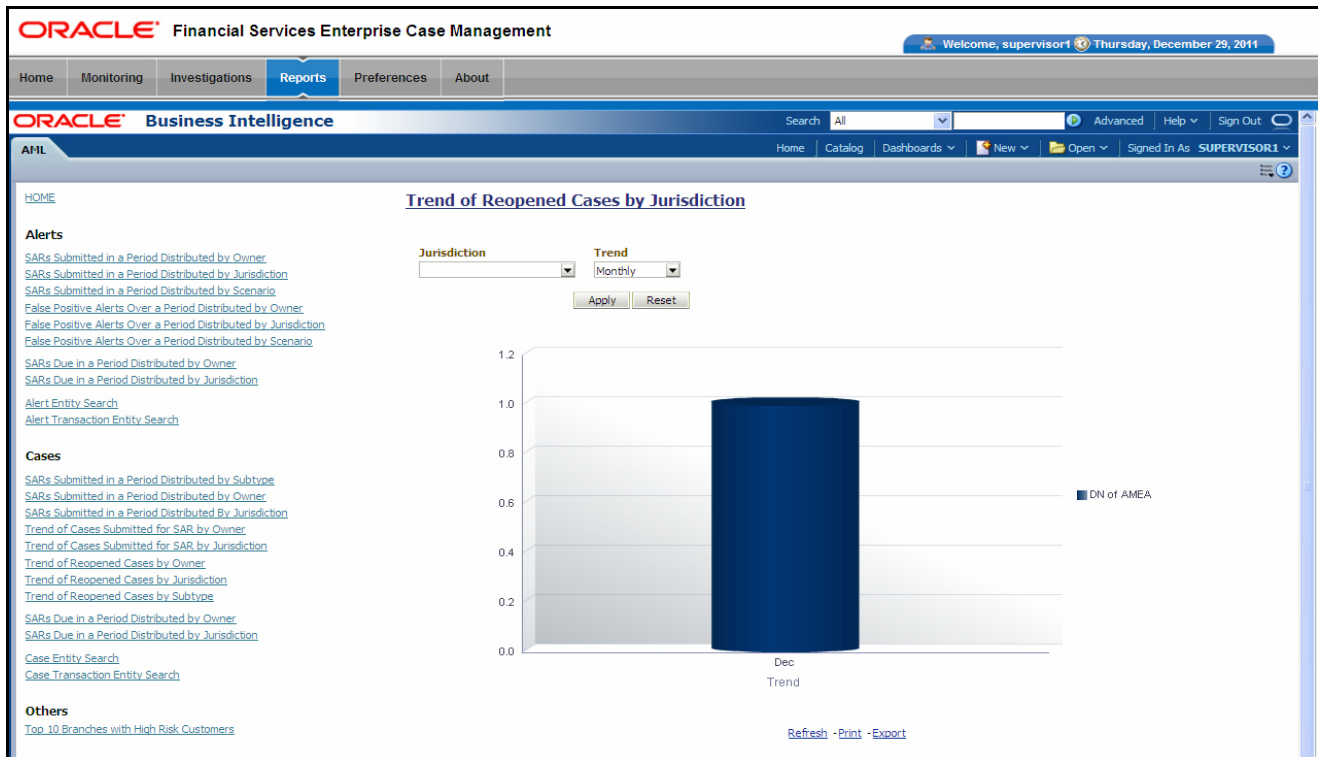 ORACLE® Financial Services Enterprise Case Management
Welcome, supervisor1 Thursday, December 29, 2011
Home Monitoring Investigations Reports Preferences About
ORACLE® Business Intelligence
Search All Advanced Help Sign Out
AML
Home Catalog Dashboards New Open Signed In As SUPERVISOR1
HOME
Alerts
SARs Submitted in a Period Distributed by Owner
SARs Submitted in a Period Distributed by Jurisdiction
SARs Submitted in a Period Distributed by Scenario
False Positive Alerts Over a Period Distributed by Owner
False Positive Alerts Over a Period Distributed by Jurisdiction
False Positive Alerts Over a Period Distributed by Scenario
SARs Due in a Period Distributed by Owner
SARs Due in a Period Distributed by Jurisdiction
Alert Entity Search
Alert Transaction Entity Search
Cases
SARs Submitted in a Period Distributed by Subtype
SARs Submitted in a Period Distributed by Owner
SARs Submitted in a Period Distributed By Jurisdiction
Trend of Cases Submitted for SAR by Owner
Trend of Cases Submitted for SAR by Jurisdiction
Trend of Reopened Cases by Owner
Trend of Reopened Cases by Jurisdiction
Trend of Reopened Cases by Subtype
SARs Due in a Period Distributed by Owner
SARs Due in a Period Distributed by Jurisdiction
Case Entity Search
Case Transaction Entity Search
Others
Top 10 Branches with High Risk Customers
Trend of Reopened Cases by Jurisdiction
Jurisdiction Trend
Monthly
Apply Reset
1.2
1.0
0.8
0.6
0.4
0.2
0.0
Dec
Trend
DN of AMEA
Refresh - Print - Export